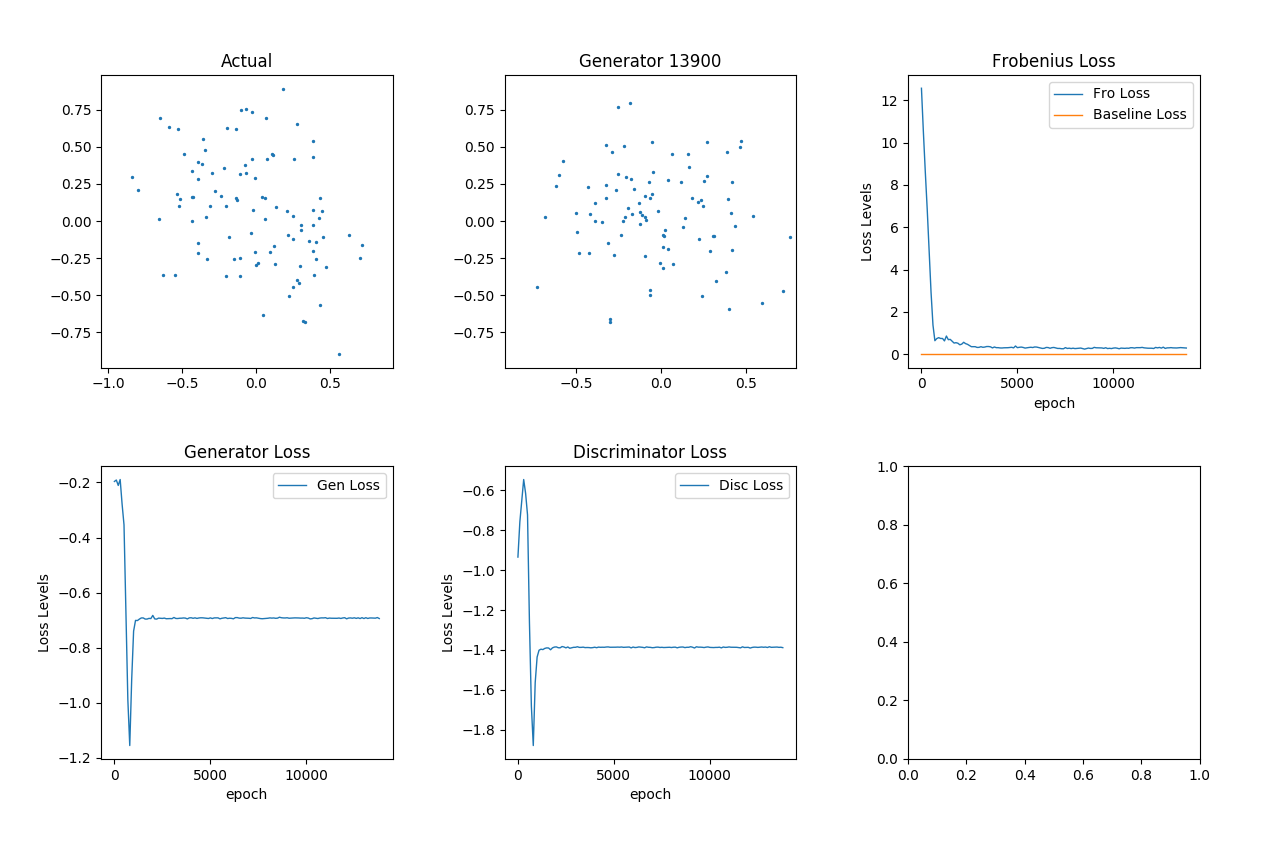 Actual
0.75
0.50
0.25
0.00
−0.25
−0.50
−0.75
−1.0 −0.5 0.0 0.5
Generator 13900
0.75
0.50
0.25
0.00
−0.25
−0.50
−0.75
−0.5 0.0 0.5
Frobenius Loss
Fro Loss
Baseline Loss
Loss Levels
12
10
8
6
4
2
0
0 5000 10000
epoch
Generator Loss
Gen Loss
Loss Levels
−0.2
−0.4
−0.6
−0.8
−1.0
−1.2
0 5000 10000
epoch
Discriminator Loss
Disc Loss
Loss Levels
−0.6
−0.8
−1.0
−1.2
−1.4
−1.6
−1.8
0 5000 10000
epoch
1.0
0.8
0.6
0.4
0.2
0.0
0.0 0.2 0.4 0.6 0.8 1.0